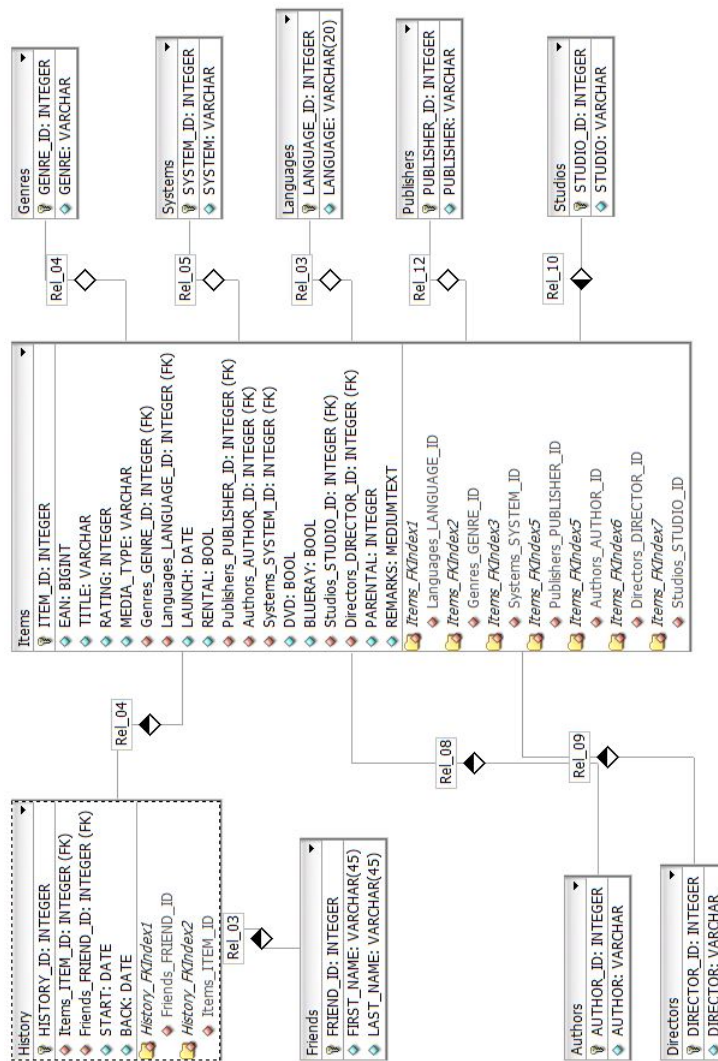 History
HISTORY_ID: INTEGER
Items_ITEM_ID: INTEGER (FK)
Friends_FRIEND_ID: INTEGER (FK)
START: DATE
BACK: DATE
History_FKIndex1
Friends_FRIEND_ID
History_FKIndex2
Items_ITEM_ID
Rel_03
Friends
FRIEND_ID: INTEGER
FIRST_NAME: VARCHAR(45)
LAST_NAME: VARCHAR(45)
Authors
AUTHOR_ID: INTEGER
AUTHOR: VARCHAR
Directors
DIRECTOR_ID: INTEGER
DIRECTOR: VARCHAR
Rel_04
Rel_08
Rel_09
Items
ITEM_ID: INTEGER
EAN: BIGINT
TITLE: VARCHAR
RATING: INTEGER
MEDIA_TYPE: VARCHAR
Genres_GENRE_ID: INTEGER (FK)
Languages_LANGUAGE_ID: INTEGER (FK)
LAUNCH: DATE
RENTAL: BOOL
Publishers_PUBLISHER_ID: INTEGER (FK)
Authors_AUTHOR_ID: INTEGER (FK)
Systems_SYSTEM_ID: INTEGER (FK)
DVD: BOOL
BLUERAY: BOOL
Studios_STUDIO_ID: INTEGER (FK)
Directors_DIRECTOR_ID: INTEGER (FK)
PARENTAL: INTEGER
REMARKS: MEDIUMTEXT
Items_FKIndex1
Languages_LANGUAGE_ID
Items_FKIndex2
Genres_GENRE_ID
Items_FKIndex3
Systems_SYSTEM_ID
Items_FKIndex5
Publishers_PUBLISHER_ID
Items_FKIndex5
Authors_AUTHOR_ID
Items_FKIndex6
Directors_DIRECTOR_ID
Items_FKIndex7
Studios_STUDIO_ID
Rel_04
Rel_05
Rel_03
Rel_12
Rel_10
Genres
GENRE_ID: INTEGER
GENRE: VARCHAR
Systems
SYSTEM_ID: INTEGER
SYSTEM: VARCHAR
Languages
LANGUAGE_ID: INTEGER
LANGUAGE: VARCHAR(20)
Publishers
PUBLISHER_ID: INTEGER
PUBLISHER: VARCHAR
Studios
STUDIO_ID: INTEGER
STUDIO: VARCHAR